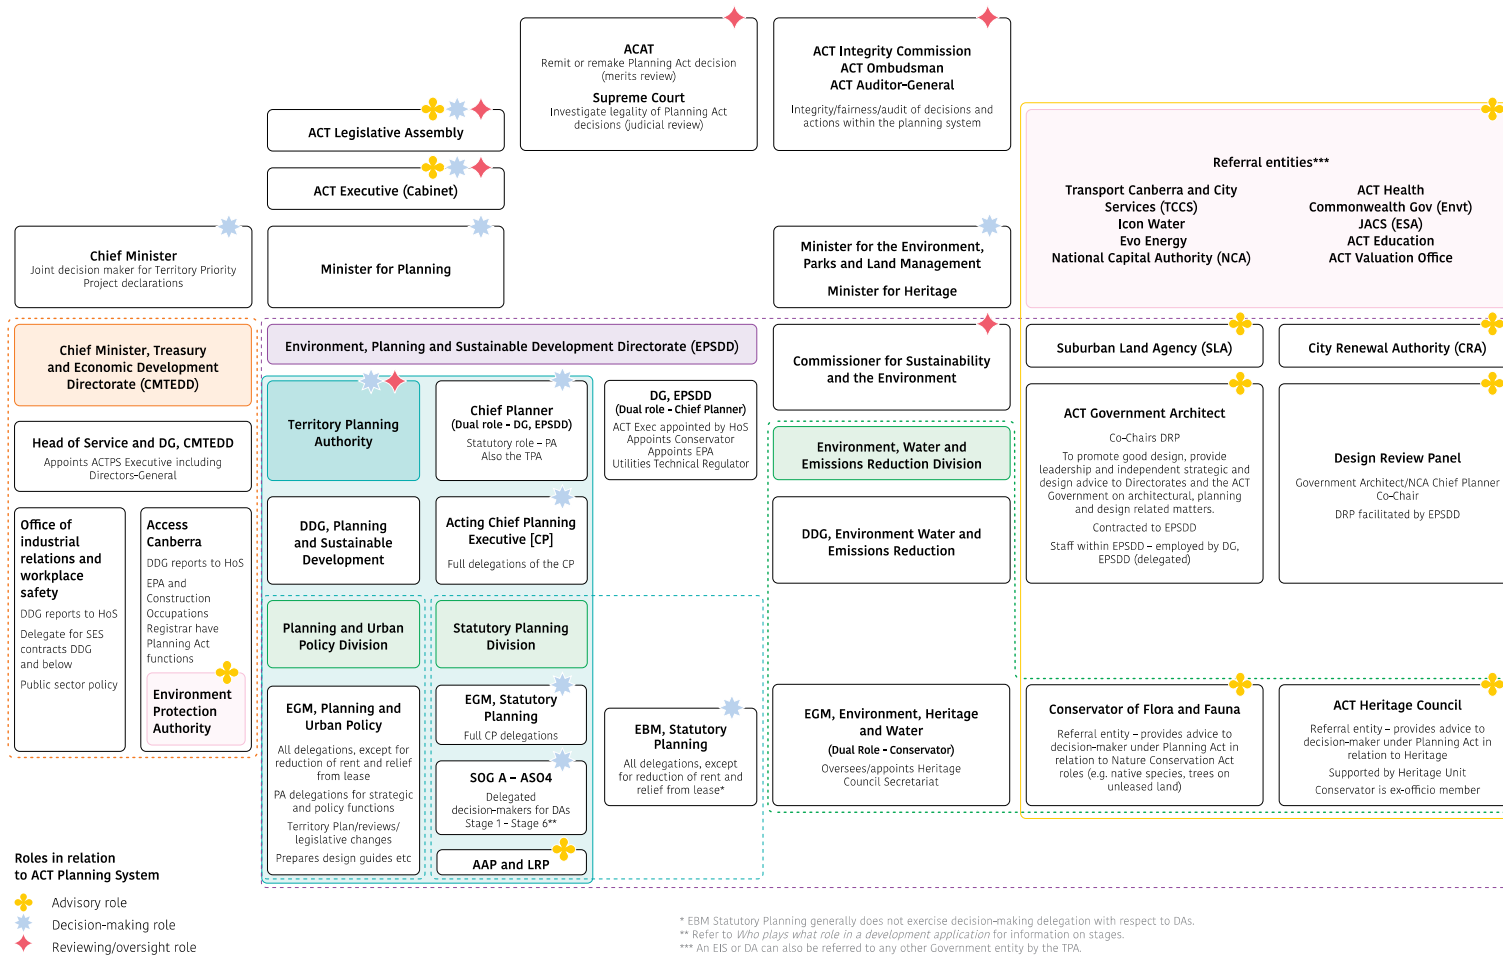 ACAT
Remit or remake Planning Act decision
(merits review)
Supreme Court
Investigate legality of Planning Act
decisions (judicial review)
ACT Integrity Commission
ACT Ombudsman
ACT Auditor-General
Integrity/fairness/audit of decisions and
actions within the planning system
ACT Legislative Assembly
ACT Executive (Cabinet)
Referral entities***
Transport Canberra and City
Services (TCCS)
Icon Water
Evo Energy
National Capital Authority (NCA)
ACT Health
Commonwealth Gov (Envt)
JACS (ESA)
ACT Education
ACT Valuation Office
Chief Minister
Joint decision maker for Territory Priority
Project declarations
Minister for Planning
Minister for the Environment,
Parks and Land Management
Minister for Heritage
Chief Minister, Treasury
and Economic Development
Directorate (CMTEDD)
Environment, Planning and Sustainable Development Directorate (EPSDD)
Commissioner for Sustainability
and the Environment
Suburban Land Agency (SLA)
City Renewal Authority (CRA)
Head of Service and DG, CMTEDD
Appoints ACTPS Executive including
Directors-General
Territory Planning
Authority
Chief Planner
(Dual role - DG, EPSDD)
Statutory role – PA
Also the TPA
DG, EPSDD
(Dual role - Chief Planner)
ACT Exec appointed by HoS
Appoints Conservator
Appoints EPA
Utilities Technical Regulator
Environment, Water and
Emissions Reduction Division
ACT Government Architect
Co-Chairs DRP
To promote good design, provide
leadership and independent strategic and
design advice to Directorates and the ACT
Government on architectural, planning
and design related matters.
Contracted to EPSDD
Staff within EPSDD – employed by DG,
EPSDD (delegated)
Design Review Panel
Government Architect/NCA Chief Planner
Co-Chair
DRP facilitated by EPSDD
Office of
industrial
relations and
workplace
safety
DDG reports to HoS
Delegate for SES
contracts DDG
and below
Public sector policy
Access
Canberra
DDG reports to HoS
EPA and
Construction
Occupations
Registrar have
Planning Act
functions
Environment
Protection
Authority
DDG, Planning
and Sustainable
Development
Acting Chief Planning
Executive [CP]
Full delegations of the CP
DDG, Environment Water and
Emissions Reduction
Planning and Urban
Policy Division
Statutory Planning
Division
EGM, Planning and
Urban Policy
All delegations, except for
reduction of rent and relief
from lease
PA delegations for strategic
and policy functions
Territory Plan/reviews/
legislative changes
Prepares design guides etc
EGM, Statutory
Planning
Full CP delegations
SOG A – ASO4
Delegated
decision-makers for DAs
Stage 1 - Stage 6**
AAP and LRP
EBM, Statutory
Planning
All delegations, except
for reduction of rent and
relief from lease*
EGM, Environment, Heritage
and Water
(Dual Role - Conservator)
Oversees/appoints Heritage
Council Secretariat
Conservator of Flora and Fauna
Referral entity – provides advice to
decision-maker under Planning Act in
relation to Nature Conservation Act
roles (e.g. native species, trees on
unleased land)
ACT Heritage Council
Referral entity – provides advice to
decision-maker under Planning Act in
relation to Heritage
Supported by Heritage Unit
Conservator is ex-officio member
Roles in relation
to ACT Planning System
Advisory role
Decision-making role
Reviewing/oversight role
* EBM Statutory Planning generally does not exercise decision-making delegation with respect to DAs.
** Refer to Who plays what role in a development application for information on stages.
*** An EIS or DA can also be referred to any other Government entity by the TPA.